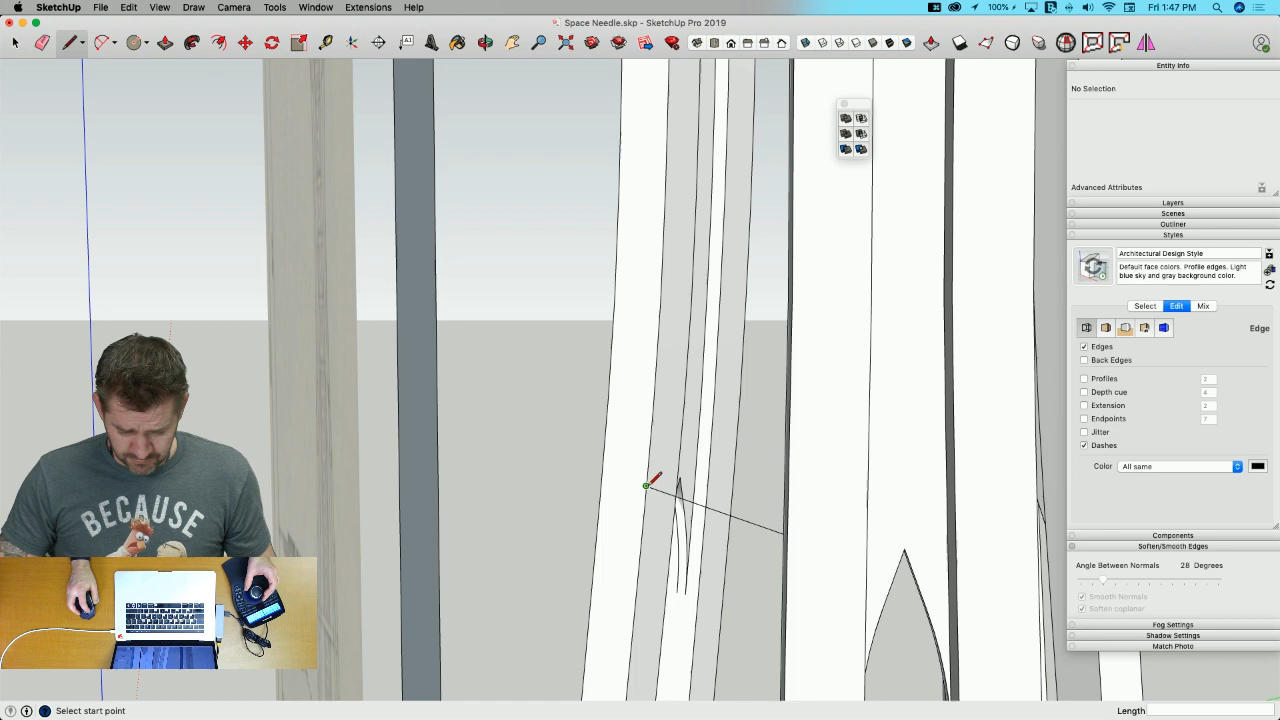 SketchUp File Edit View Draw Camera Tools Window Extensions Help 100% Fri 1:47 PM
Space Needle.skp - SketchUp Pro 2019
Entity Info
No Selection
Advanced Attributes
Layers
Scenes
Outliner
Styles
Architectural Design Style
Default face colors. Profile edges. Light
blue sky and gray background color.
Select Edit Mix
Edge
Edges
Back Edges
Profiles 2
Depth cue 4
Extension 2
Endpoints 7
Jitter
Dashes
Color All same
Components
Soften/Smooth Edges
Angle Between Normals 28 Degrees
Smooth Normals
Soften coplanar
Fog Settings
Shadow Settings
Match Photo
BECAUSE
Select start point
Length